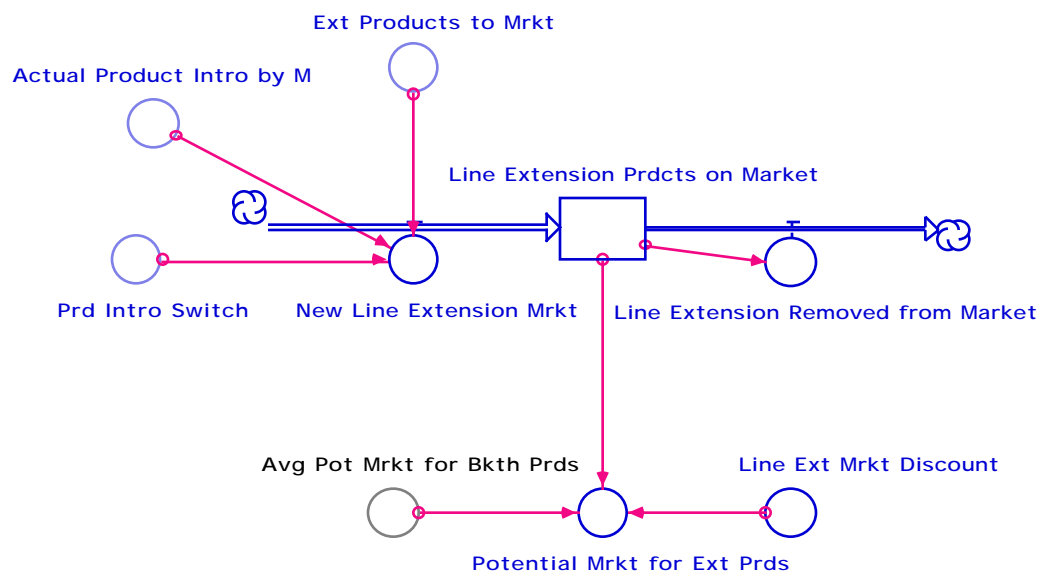 Ext Products to Mrkt
Actual Product Intro by M
Line Extension Prdcts on Market
Prd Intro Switch
New Line Extension Mrkt
Line Extension Removed from Market
Avg Pot Mrkt for Bkth Prds
Line Ext Mrkt Discount
Potential Mrkt for Ext Prds